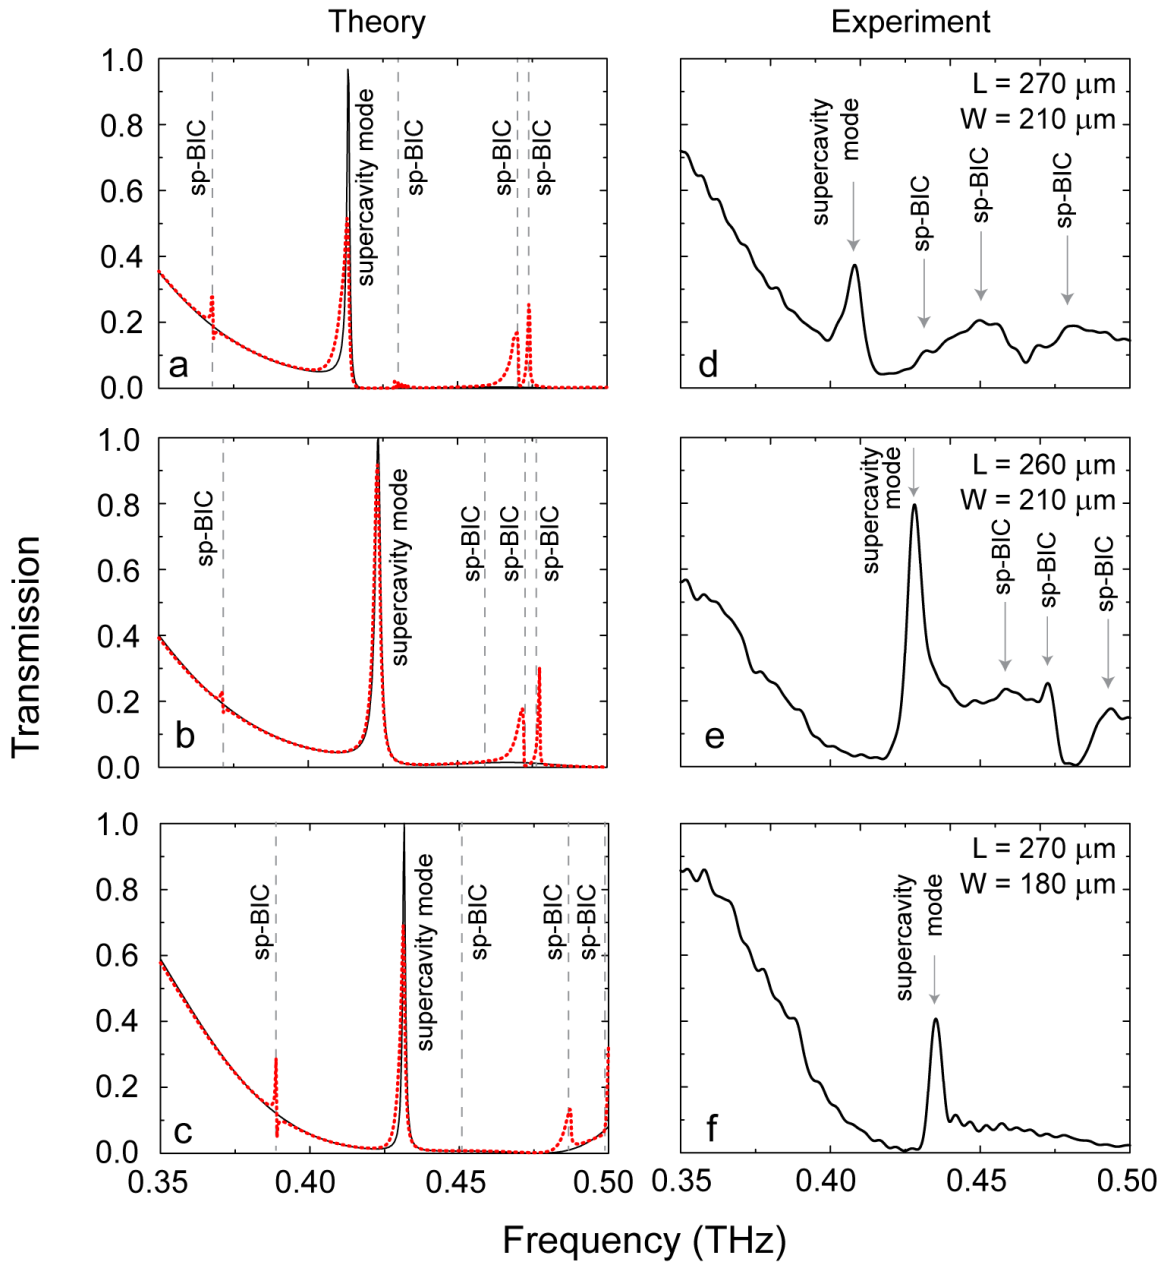 Theory
Experiment
Transmission
1.0
0.8
0.6
0.4
0.2
0.0
sp-BIC
supercavity mode
sp-BIC
sp-BIC
sp-BIC
a
L = 270 μm
W = 210 μm
supercavity
mode
sp-BIC
sp-BIC
sp-BIC
d
1.0
0.8
0.6
0.4
0.2
0.0
sp-BIC
supercavity mode
sp-BIC
sp-BIC
sp-BIC
b
L = 260 μm
W = 210 μm
supercavity
mode
sp-BIC
sp-BIC
sp-BIC
e
1.0
0.8
0.6
0.4
0.2
0.0
sp-BIC
supercavity mode
sp-BIC
sp-BIC
sp-BIC
c
L = 270 μm
W = 180 μm
supercavity
mode
f
0.35 0.40 0.45 0.50
0.35 0.40 0.45 0.50
Frequency (THz)